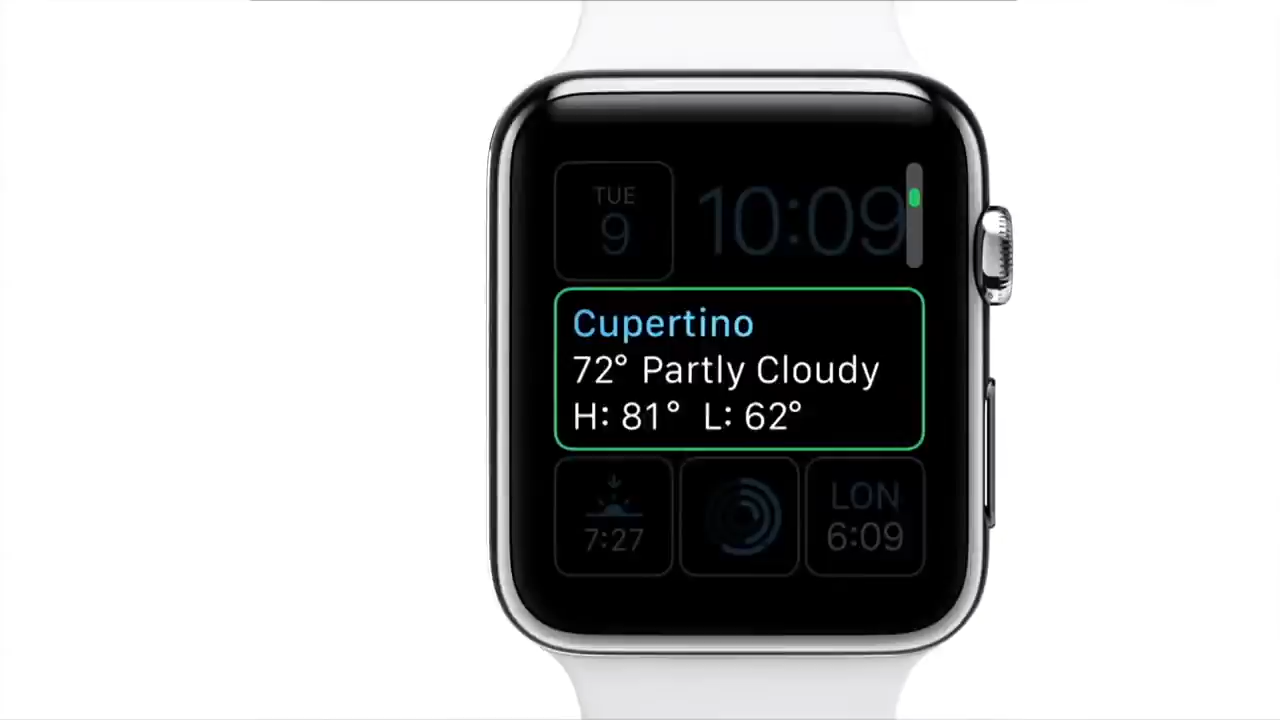 TUE
9
10:09
Cupertino
72° Partly Cloudy
H: 81° L: 62°
7:27
LON
6:09